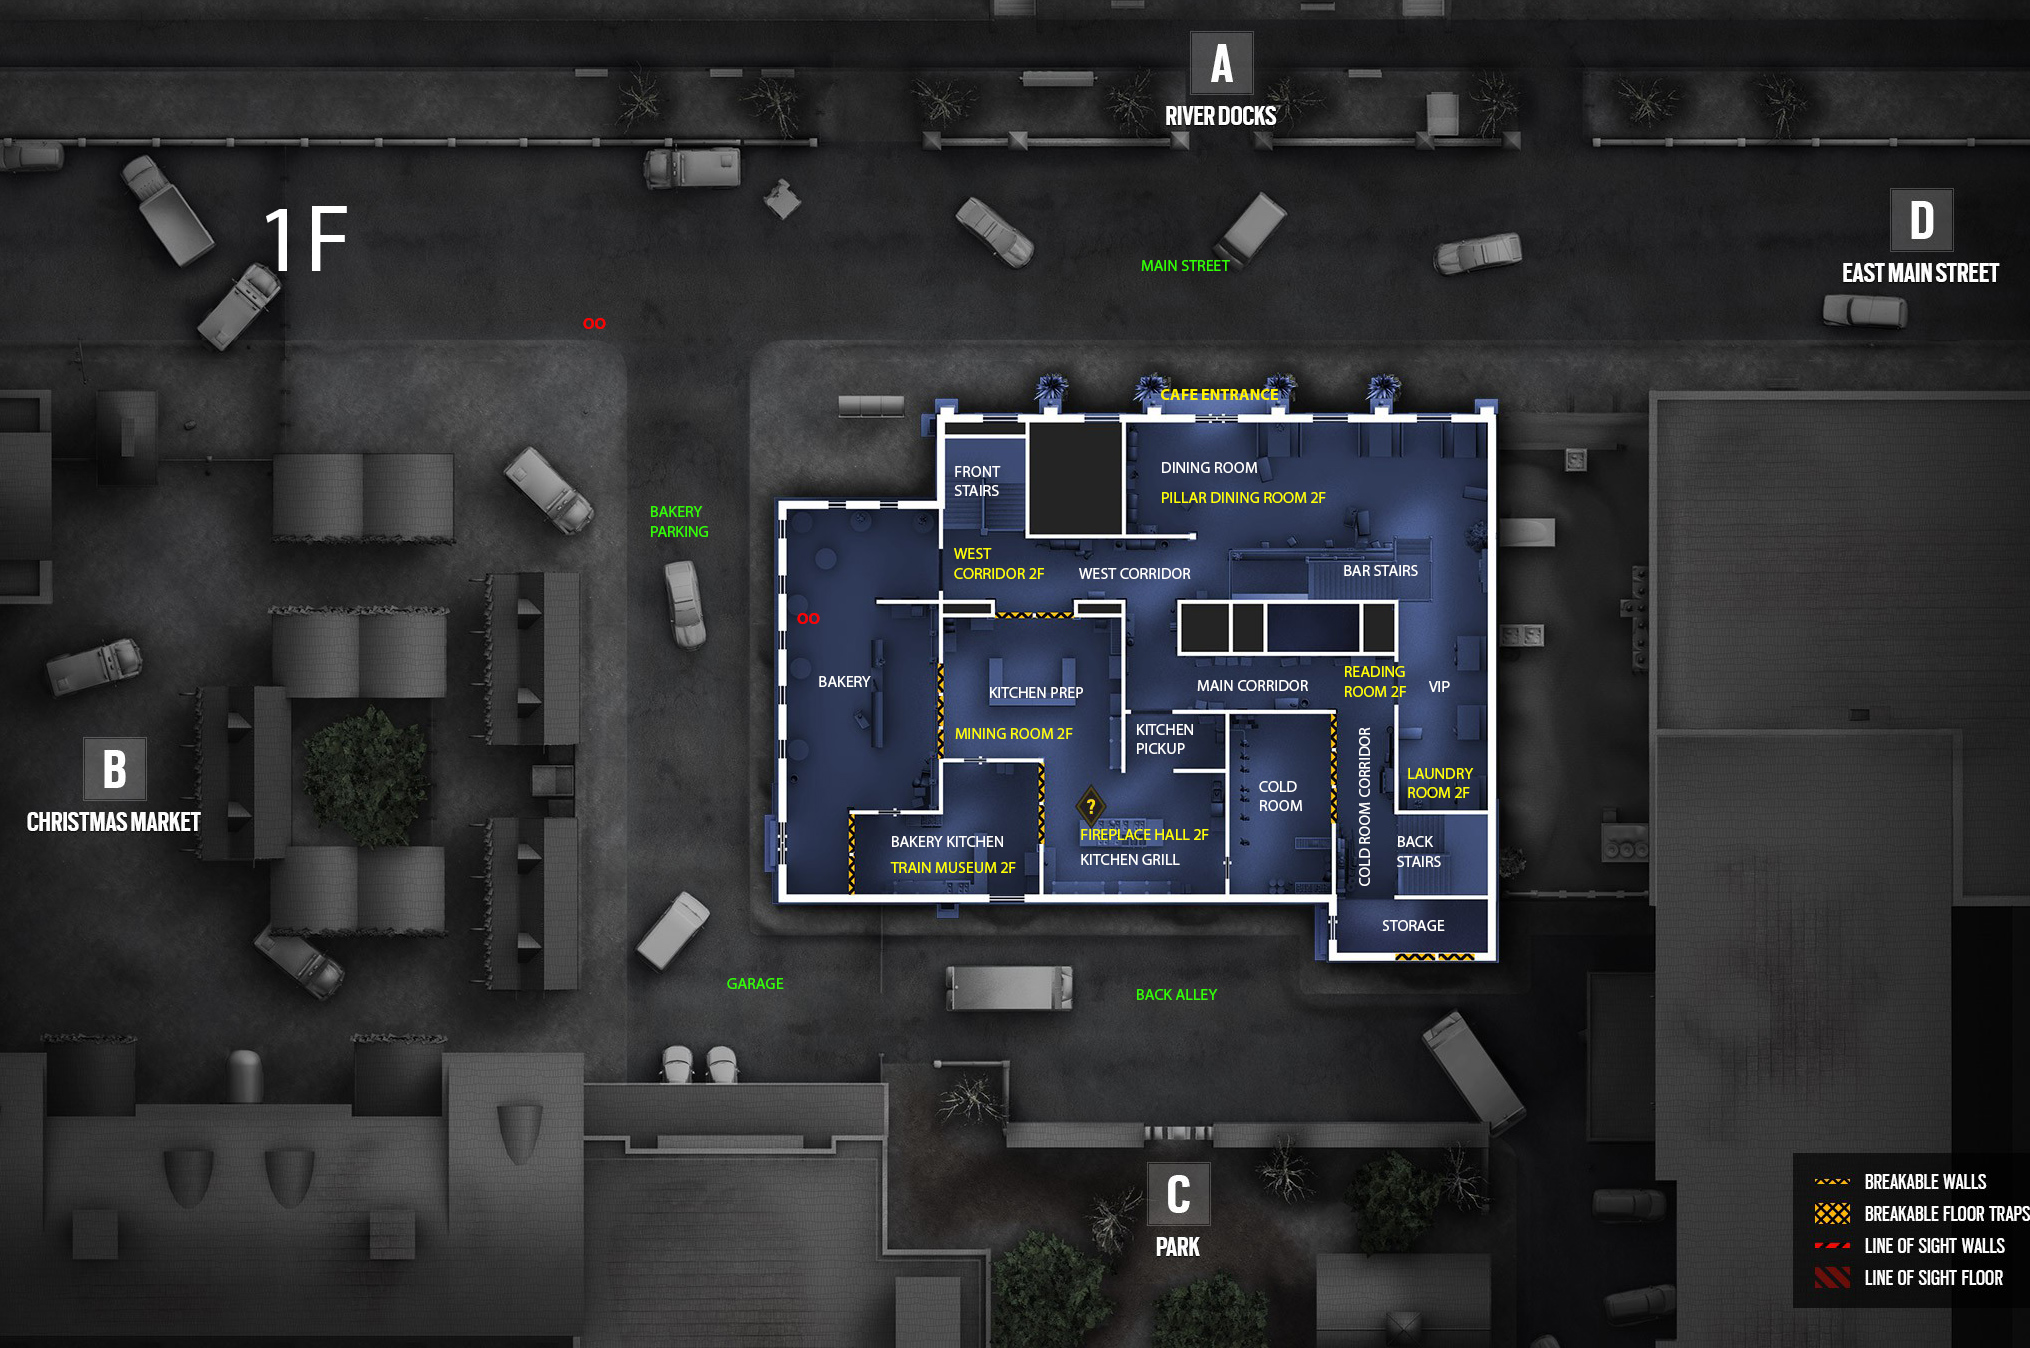 A
RIVER DOCKS
1F
D
EAST MAIN STREET
MAIN STREET
OO
CAFE ENTRANCE
FRONT
STAIRS
DINING ROOM
PILLAR DINING ROOM 2F
BAKERY
PARKING
WEST
CORRIDOR 2F
WEST CORRIDOR
BAR STAIRS
OO
BAKERY
KITCHEN PREP
MAIN CORRIDOR
READING
ROOM 2F
VIP
MINING ROOM 2F
KITCHEN
PICKUP
B
CHRISTMAS MARKET
COLD
ROOM
COLD ROOM CORRIDOR
LAUNDRY
ROOM 2F
?
FIREPLACE HALL 2F
KITCHEN GRILL
BAKERY KITCHEN
TRAIN MUSEUM 2F
BACK
STAIRS
STORAGE
GARAGE
BACK ALLEY
C
PARK
BREAKABLE WALLS
BREAKABLE FLOOR TRAPS
LINE OF SIGHT WALLS
LINE OF SIGHT FLOOR